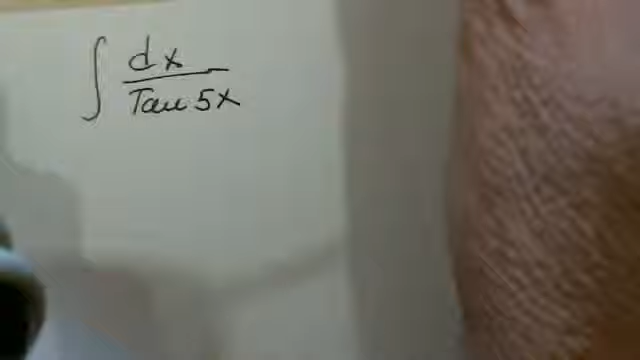 ∫ dx / Tan 5x